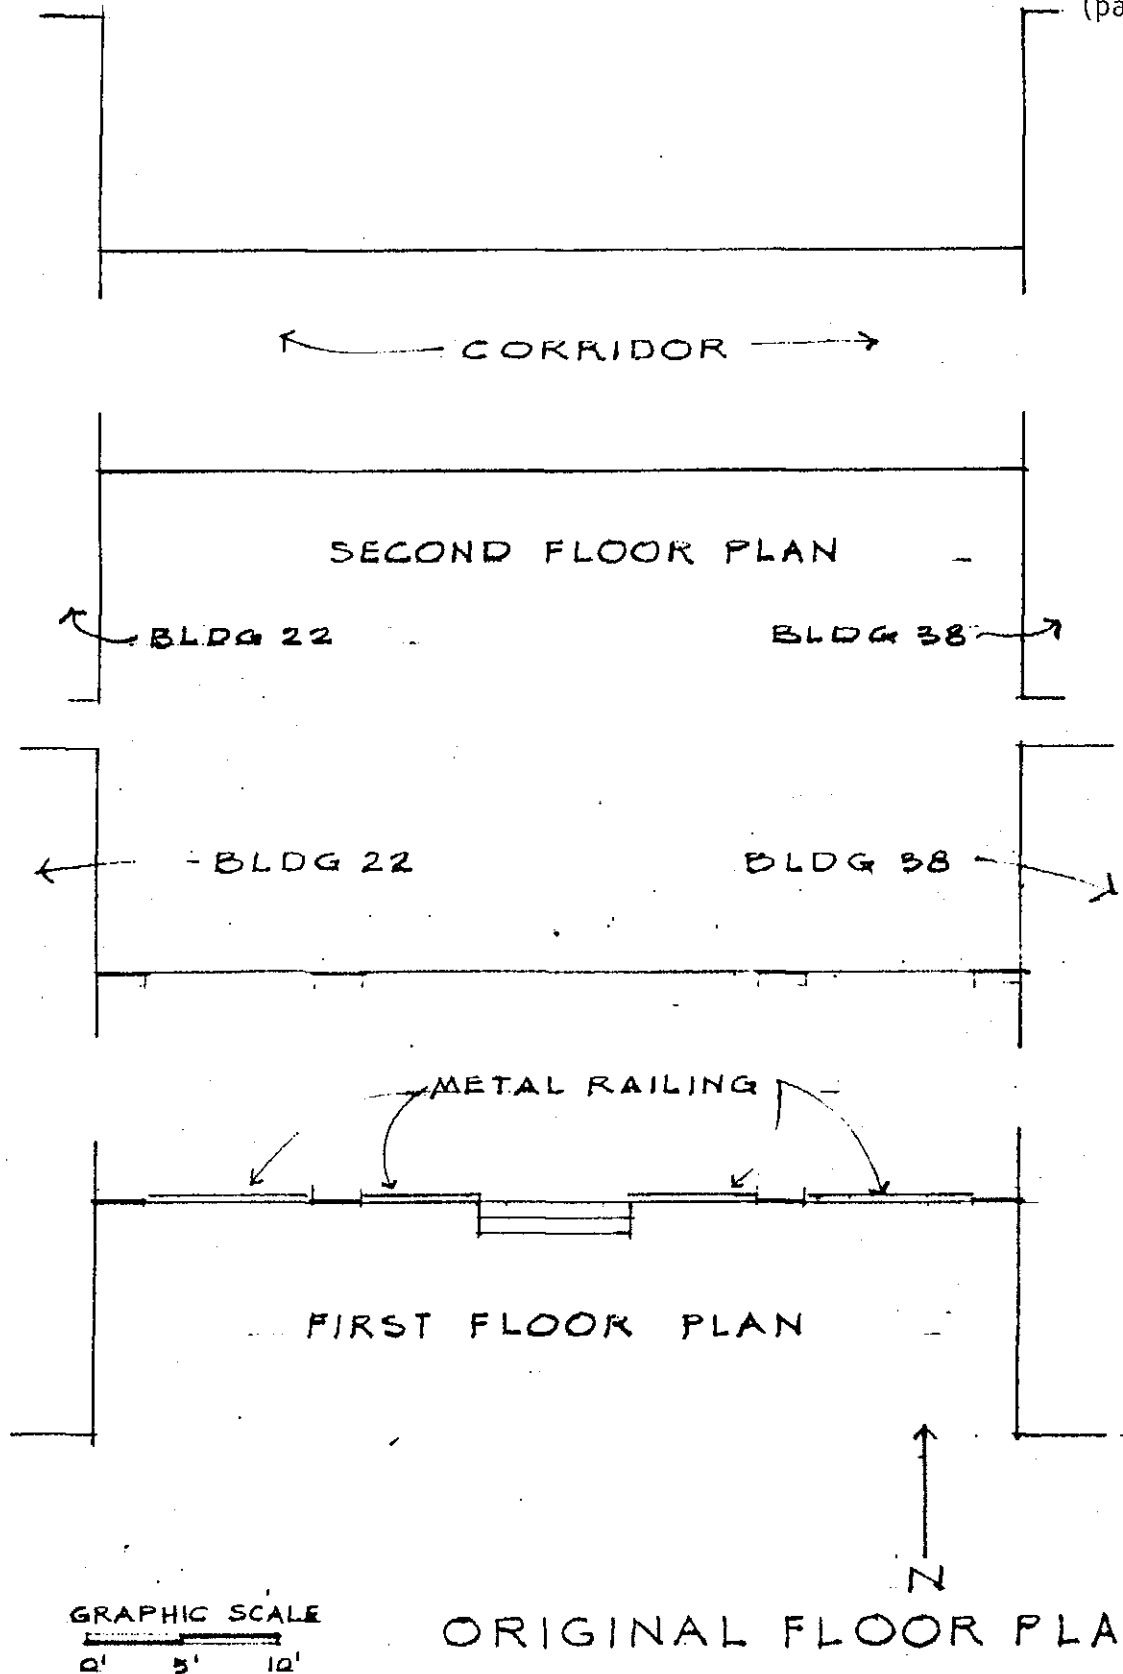 (pa
CORRIDOR
SECOND FLOOR PLAN
BLDG 22 BLDG 38
BLDG 22 BLDG 38
METAL RAILING
FIRST FLOOR PLAN
N
GRAPHIC SCALE
0' 5' 10'
ORIGINAL FLOOR PLA